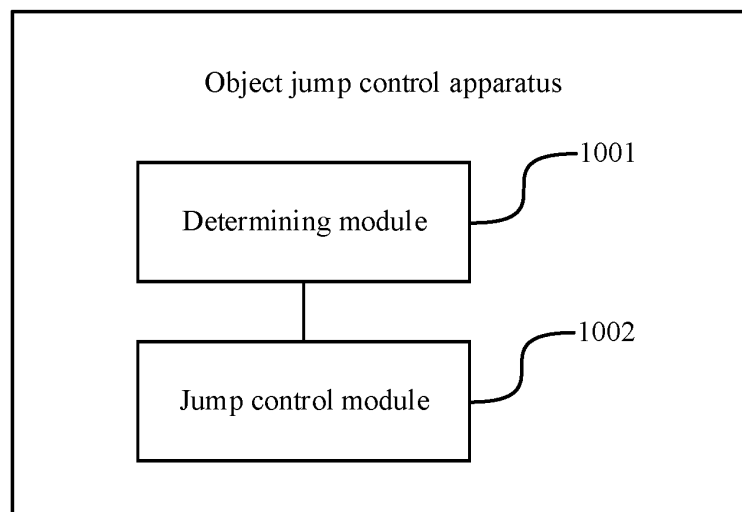 Object jump control apparatus
1001
Determining module
1002
Jump control module